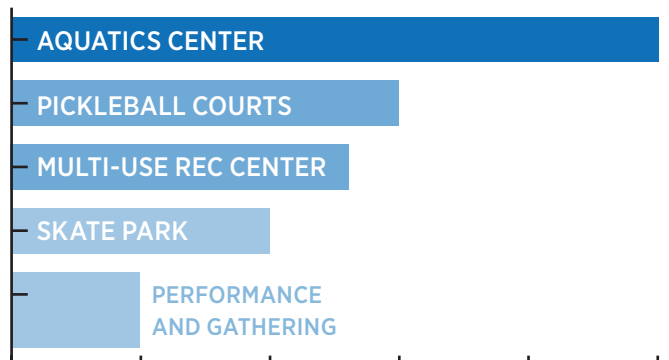 AQUATICS CENTER
PICKLEBALL COURTS
MULTI-USE REC CENTER
SKATE PARK
PERFORMANCE
AND GATHERING